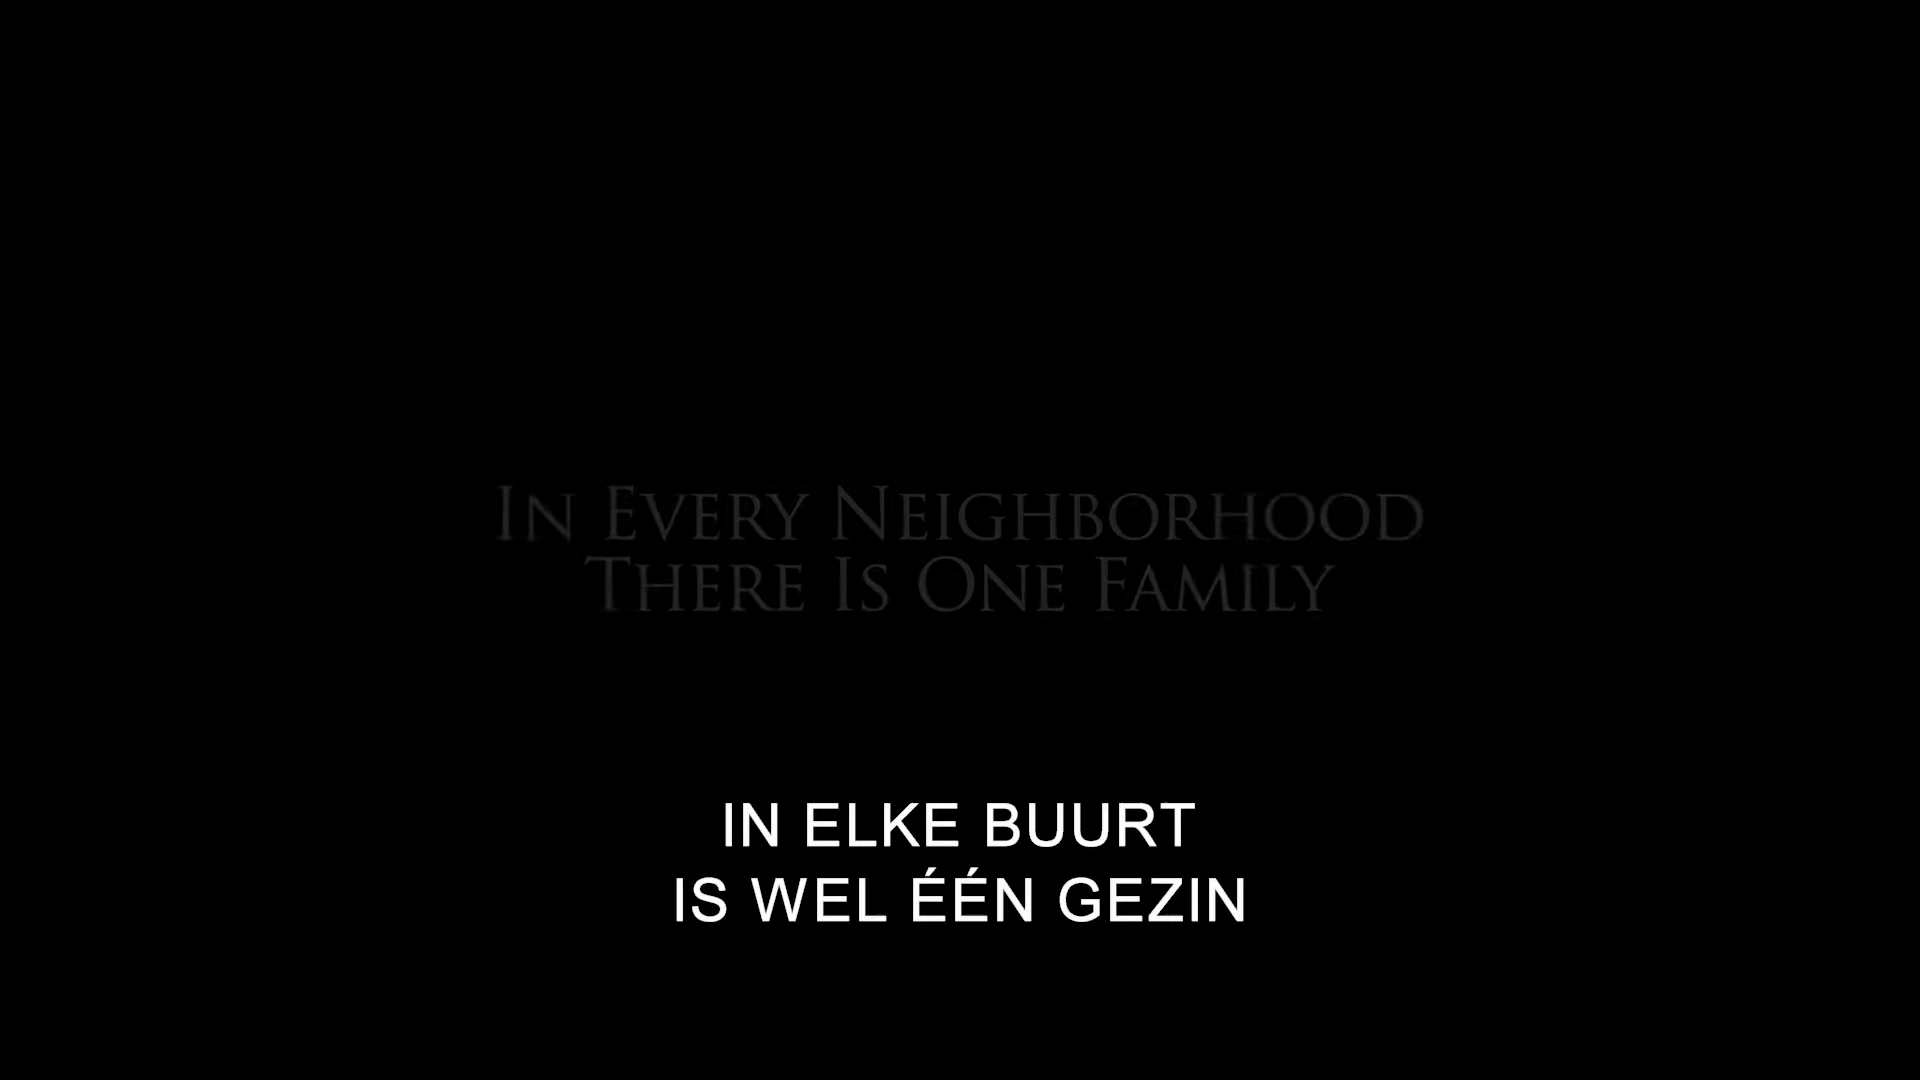 In Every Neighborhood
There Is One Family
IN ELKE BUURT
IS WEL ÉÉN GEZIN